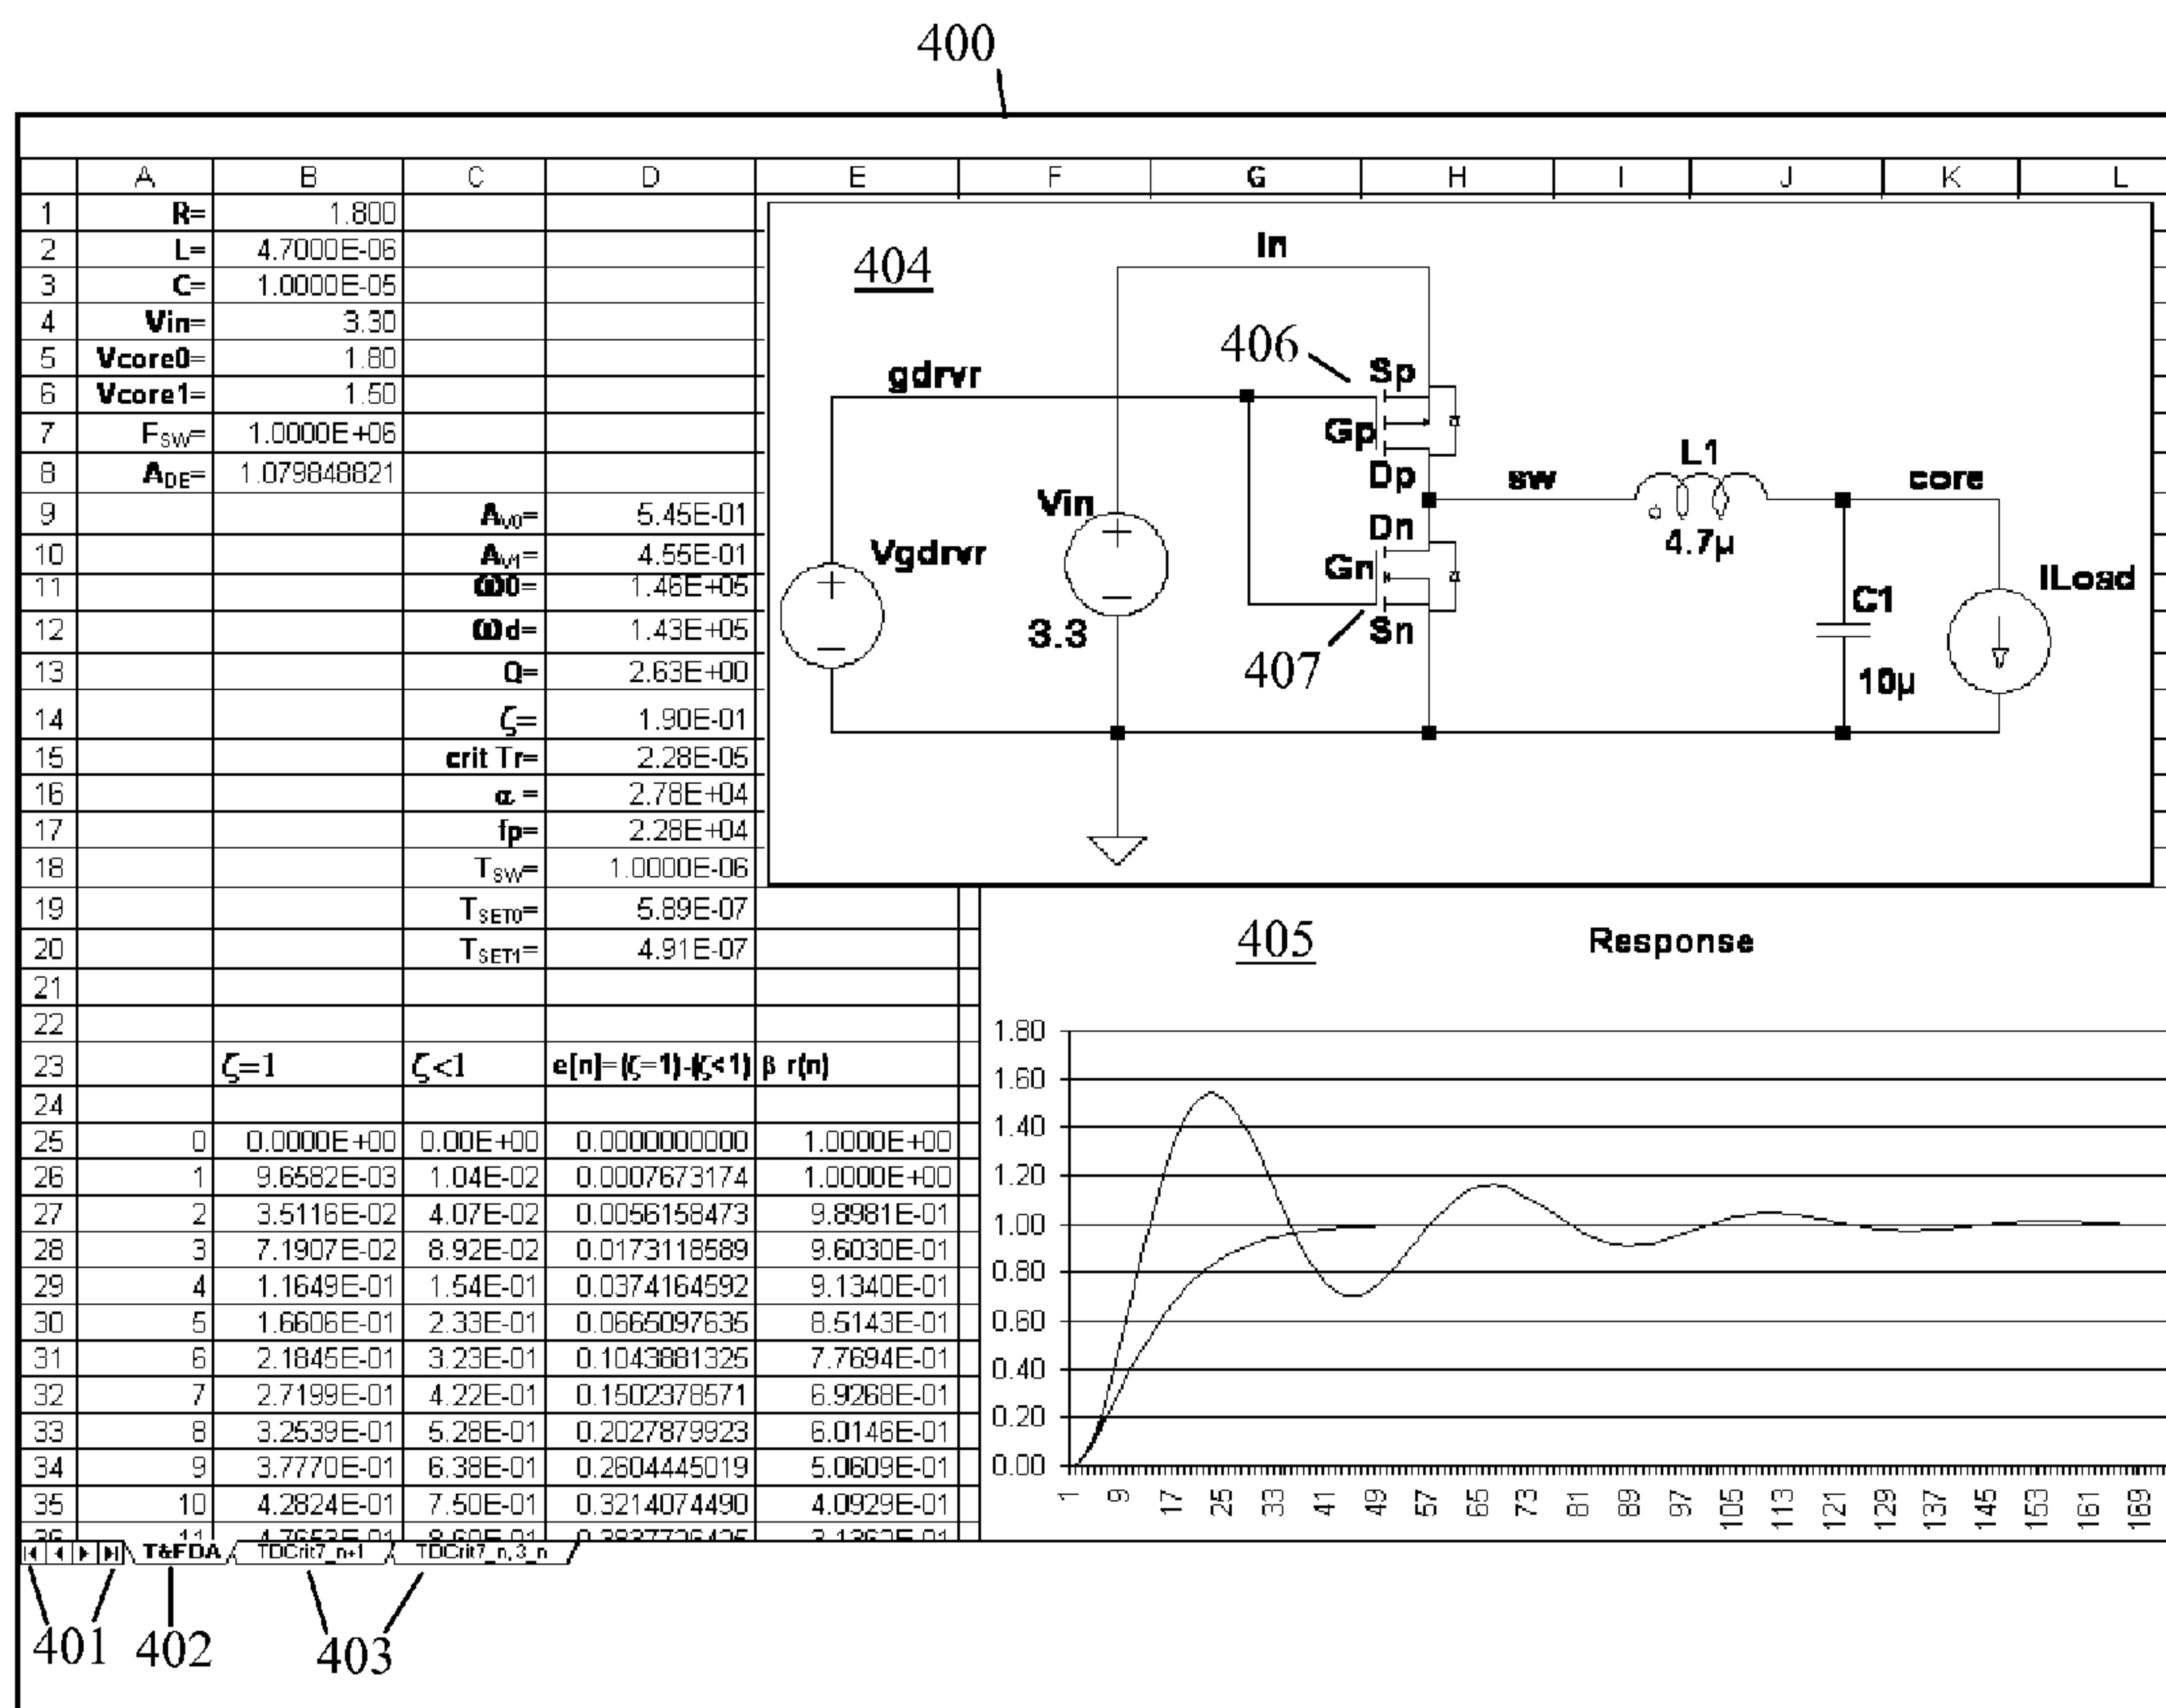 400
A B C D E F G H I J K L
1 R= 1.800
2 L= 4.7000E-06
3 C= 1.0000E-05
4 Vin= 3.30
5 Vcore0= 1.80
6 Vcore1= 1.50
7 FSW= 1.0000E+06
8 ADE= 1.079848821
9 AV0= 5.45E-01
10 AV1= 4.55E-01
11 ω0= 1.46E+05
12 ωd= 1.43E+05
13 Q= 2.63E+00
14 ζ= 1.90E-01
15 crit Tr= 2.28E-05
16 α = 2.78E+04
17 fp= 2.28E+04
18 TSW= 1.0000E-06
19 TSET0= 5.89E-07
20 TSET1= 4.91E-07
21
22
23 ζ=1 ζ<1 e[n]=(ζ=1)-(ζ<1) β r(n)
24
25 0 0.0000E+00 0.00E+00 0.0000000000 1.0000E+00
26 1 9.6582E-03 1.04E-02 0.0007673174 1.0000E+00
27 2 3.5116E-02 4.07E-02 0.0056158473 9.8981E-01
28 3 7.1907E-02 8.92E-02 0.0173118589 9.6030E-01
29 4 1.1649E-01 1.54E-01 0.0374164592 9.1340E-01
30 5 1.6606E-01 2.33E-01 0.0665097635 8.5143E-01
31 6 2.1845E-01 3.23E-01 0.1043881325 7.7694E-01
32 7 2.7199E-01 4.22E-01 0.1502378571 6.9268E-01
33 8 3.2539E-01 5.28E-01 0.2027879923 6.0146E-01
34 9 3.7770E-01 6.38E-01 0.2604445019 5.0609E-01
35 10 4.2824E-01 7.50E-01 0.3214074490 4.0929E-01
36 11
T&FDA TDCrit7_n+1 TDCrit7_n,3_n
401 402 403
404
In
406
gdrvr
Sp
Gp
Dp
sw
L1
4.7µ
core
Vin
3.3
Vgdrvr
Dn
Gn
Sn
407
C1
10µ
ILoad
405
Response
1.80
1.60
1.40
1.20
1.00
0.80
0.60
0.40
0.20
0.00
1 9 17 25 33 41 49 57 65 73 81 89 97 105 113 121 129 137 145 153 161 169